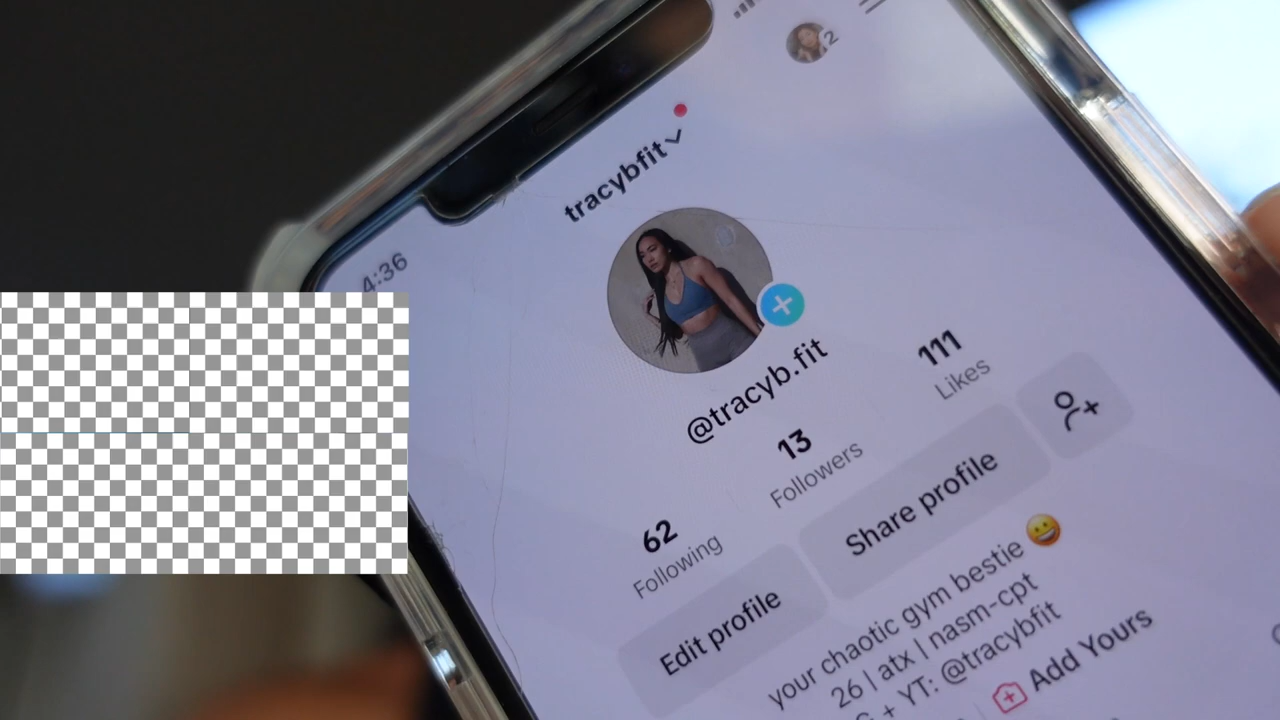 4:36
2
tracybfit
@tracyb.fit
62
Following
13
Followers
111
Likes
Edit profile
Share profile
your chaotic gym bestie 😀
26 | atx | nasm-cpt
+ YT: @tracybfit
Add Yours